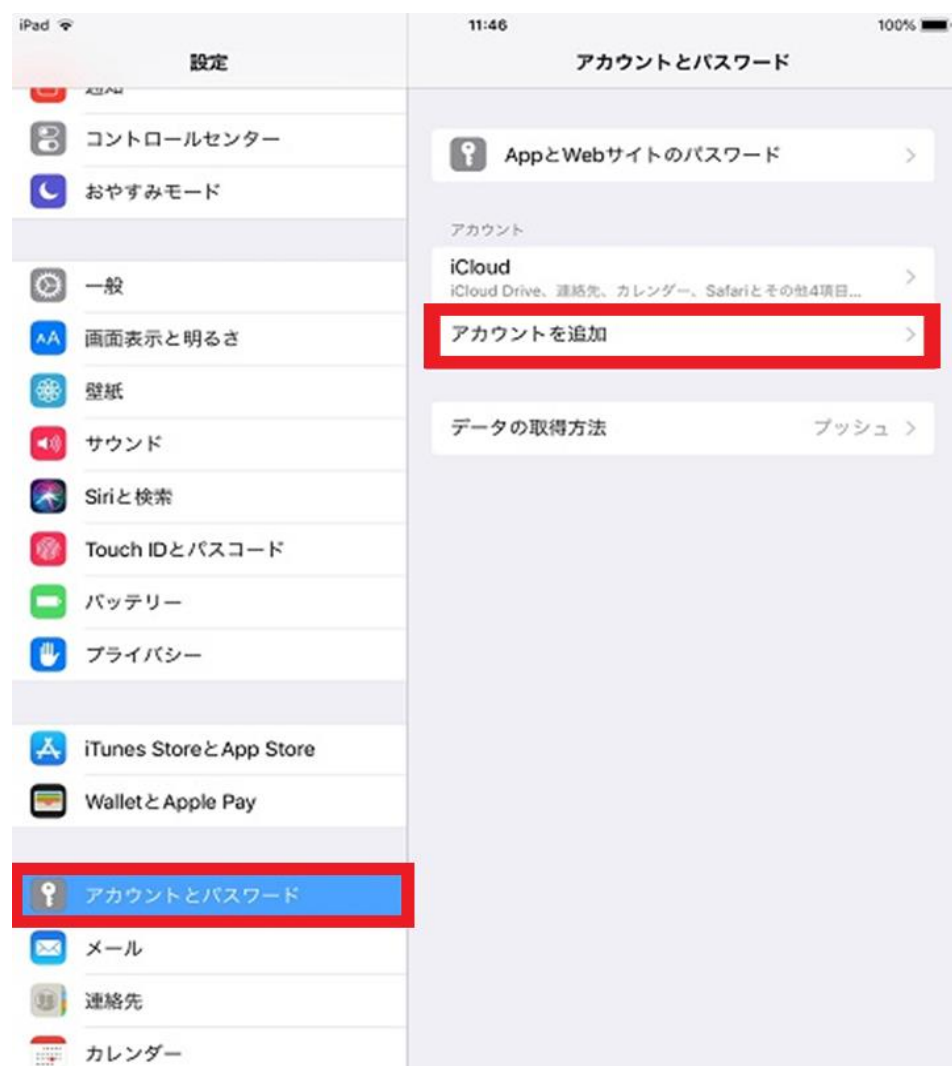 iPad
11:46
100%
設定
アカウントとパスワード
通知
コントロールセンター
おやすみモード
一般
画面表示と明るさ
壁紙
サウンド
Siriと検索
Touch IDとパスコード
バッテリー
プライバシー
iTunes StoreとApp Store
WalletとApple Pay
アカウントとパスワード
メール
連絡先
カレンダー
AppとWebサイトのパスワード
アカウント
iCloud
iCloud Drive、連絡先、カレンダー、Safariとその他4項目...
アカウントを追加
データの取得方法 プッシュ